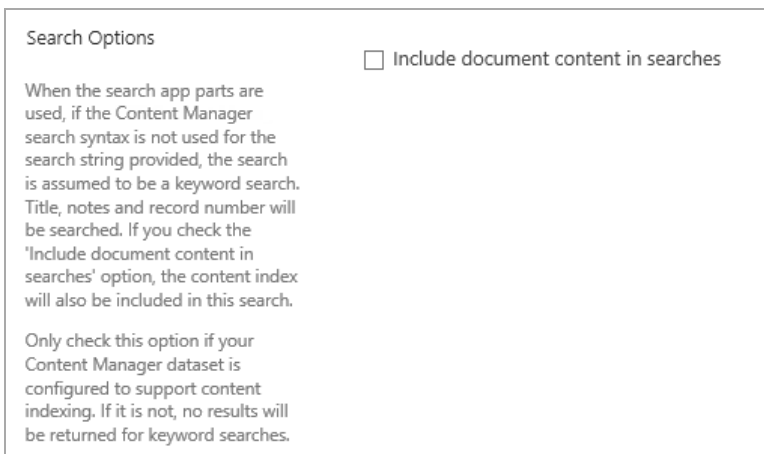 Search Options
Include document content in searches
When the search app parts are
used, if the Content Manager
search syntax is not used for the
search string provided, the search
is assumed to be a keyword search.
Title, notes and record number will
be searched. If you check the
'Include document content in
searches' option, the content index
will also be included in this search.
Only check this option if your
Content Manager dataset is
configured to support content
indexing. If it is not, no results will
be returned for keyword searches.